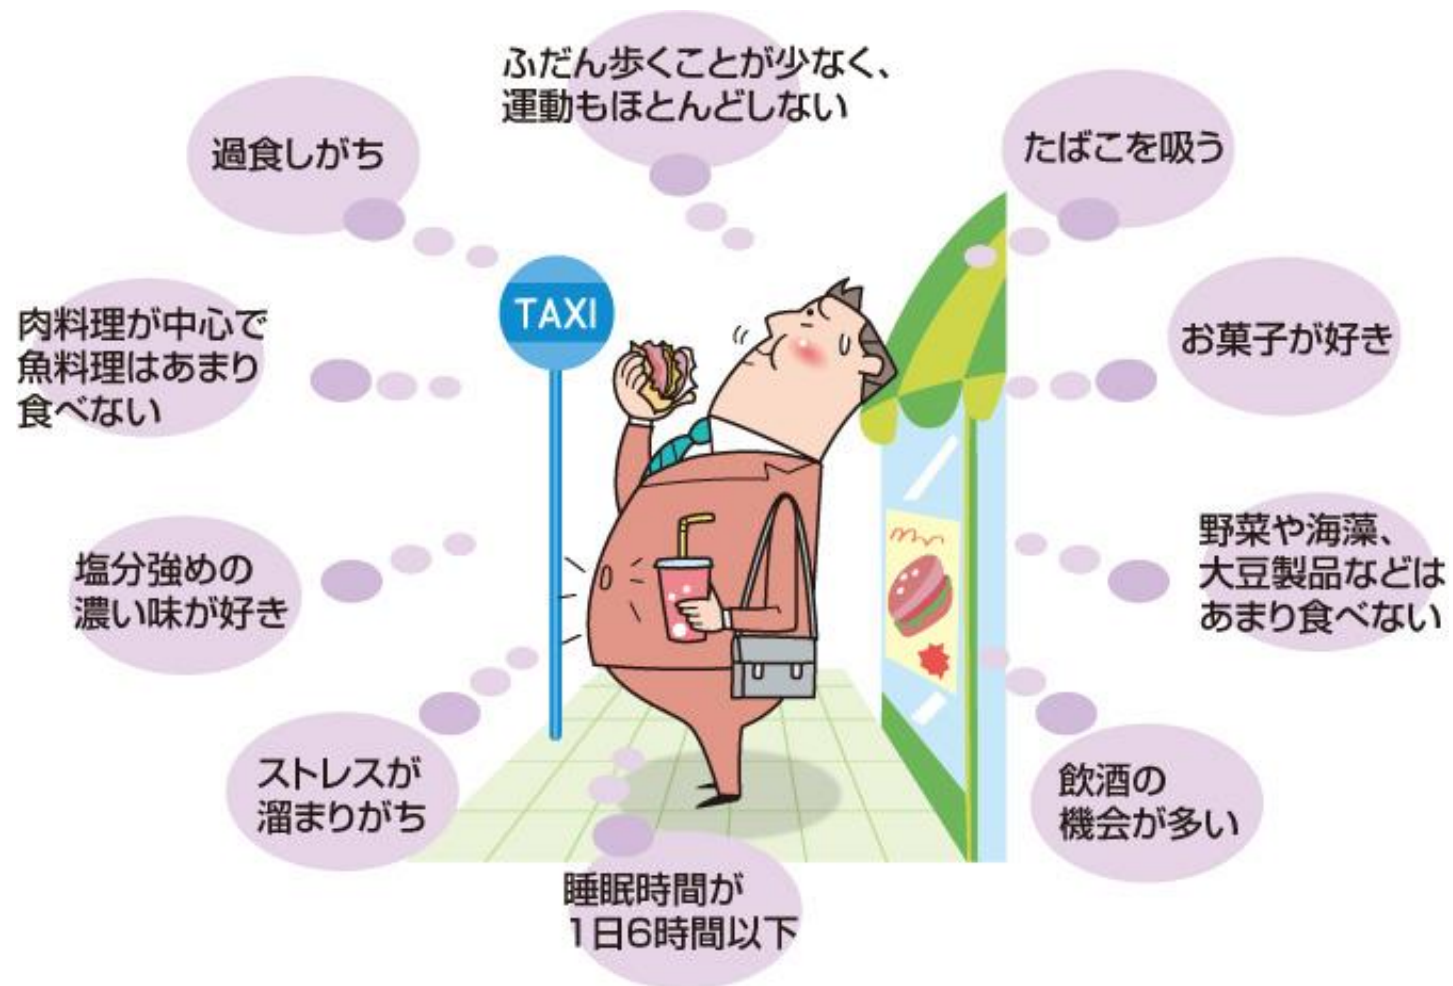 ふだん歩くことが少なく、
運動もほとんどしない
過食しがち
たばこを吸う
TAXI
肉料理が中心で
魚料理はあまり
食べない
お菓子が好き
塩分強めの
濃い味が好き
野菜や海藻、
大豆製品などは
あまり食べない
ストレスが
溜まりがち
飲酒の
機会が多い
睡眠時間が
1日6時間以下